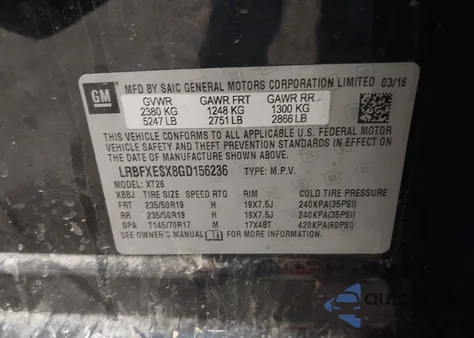 GM
MFD BY SAIC GENERAL MOTORS CORPORATION LIMITED 03/16
GVWR GAWR FRT GAWR RR
2380 KG 1248 KG 1300 KG
5247 LB 2751 LB 2866 LB
THIS VEHICLE CONFORMS TO ALL APPLICABLE U.S. FEDERAL MOTOR
VEHICLE SAFETY AND THEFT PREVENTION STANDARDS IN
EFFECT ON THE DATE OF MANUFACTURE SHOWN ABOVE.
LRBFXESX8GD156236 TYPE: M.P.V.
MODEL: XT26
TIRE SIZE SPEED RTG RIM COLD TIRE PRESSURE
FRT 235/50R19 H 19X7.5J 240KPA(35PSI)
RR 235/50R19 H 19X7.5J 240KPA(35PSI)
SPA T145/70R17 M 17X4BT 420KPA(60PSI)
SEE OWNER'S MANUAL FOR MORE INFORMATION